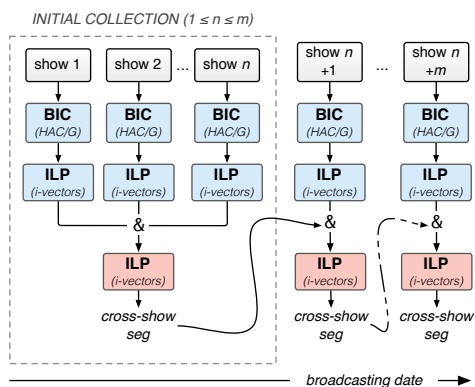 INITIAL COLLECTION (1 ≤ n ≤ m)
show 1 show 2 ... show n show n +1 ... show n +m
BIC (HAC/G) BIC (HAC/G) BIC (HAC/G) BIC (HAC/G) BIC (HAC/G)
ILP (i-vectors) ILP (i-vectors) ILP (i-vectors) ILP (i-vectors) ILP (i-vectors)
& & &
ILP (i-vectors) ILP (i-vectors) ILP (i-vectors)
cross-show seg cross-show seg cross-show seg
broadcasting date